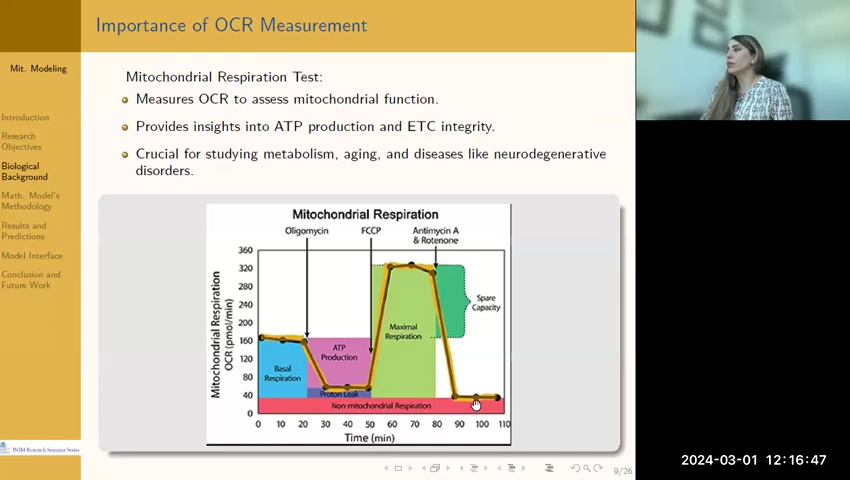 Importance of OCR Measurement
Mit. Modeling
Introduction
Research
Objectives
Biological
Background
Math. Model's
Methodology
Results and
Predictions
Model Interface
Conclusion and
Future Work
Mitochondrial Respiration Test:
Measures OCR to assess mitochondrial function.
Provides insights into ATP production and ETC integrity.
Crucial for studying metabolism, aging, and diseases like neurodegenerative
disorders.
Mitochondrial Respiration
Oligomycin
FCCP
Antimycin A
& Rotenone
Mitochondrial Respiration
OCR (pmol/min)
360
320
280
240
200
160
120
80
40
0
Basal
Respiration
ATP
Production
Proton Leak
Maximal
Respiration
Spare
Capacity
Non-mitochondrial Respiration
0 10 20 30 40 50 60 70 80 90 100 110
Time (min)
Research Seminar Series
9/26
2024-03-01 12:16:47